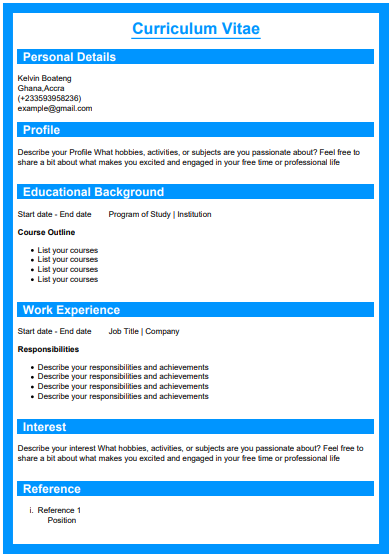 Curriculum Vitae
Personal Details
Kelvin Boateng
Ghana,Accra
(+233593958236)
example@gmail.com
Profile
Describe your Profile What hobbies, activities, or subjects are you passionate about? Feel free to
share a bit about what makes you excited and engaged in your free time or professional life
Educational Background
Start date - End date Program of Study | Institution
Course Outline
• List your courses
• List your courses
• List your courses
• List your courses
Work Experience
Start date - End date Job Title | Company
Responsibilities
• Describe your responsibilities and achievements
• Describe your responsibilities and achievements
• Describe your responsibilities and achievements
• Describe your responsibilities and achievements
Interest
Describe your interest What hobbies, activities, or subjects are you passionate about? Feel free to
share a bit about what makes you excited and engaged in your free time or professional life
Reference
i. Reference 1
Position